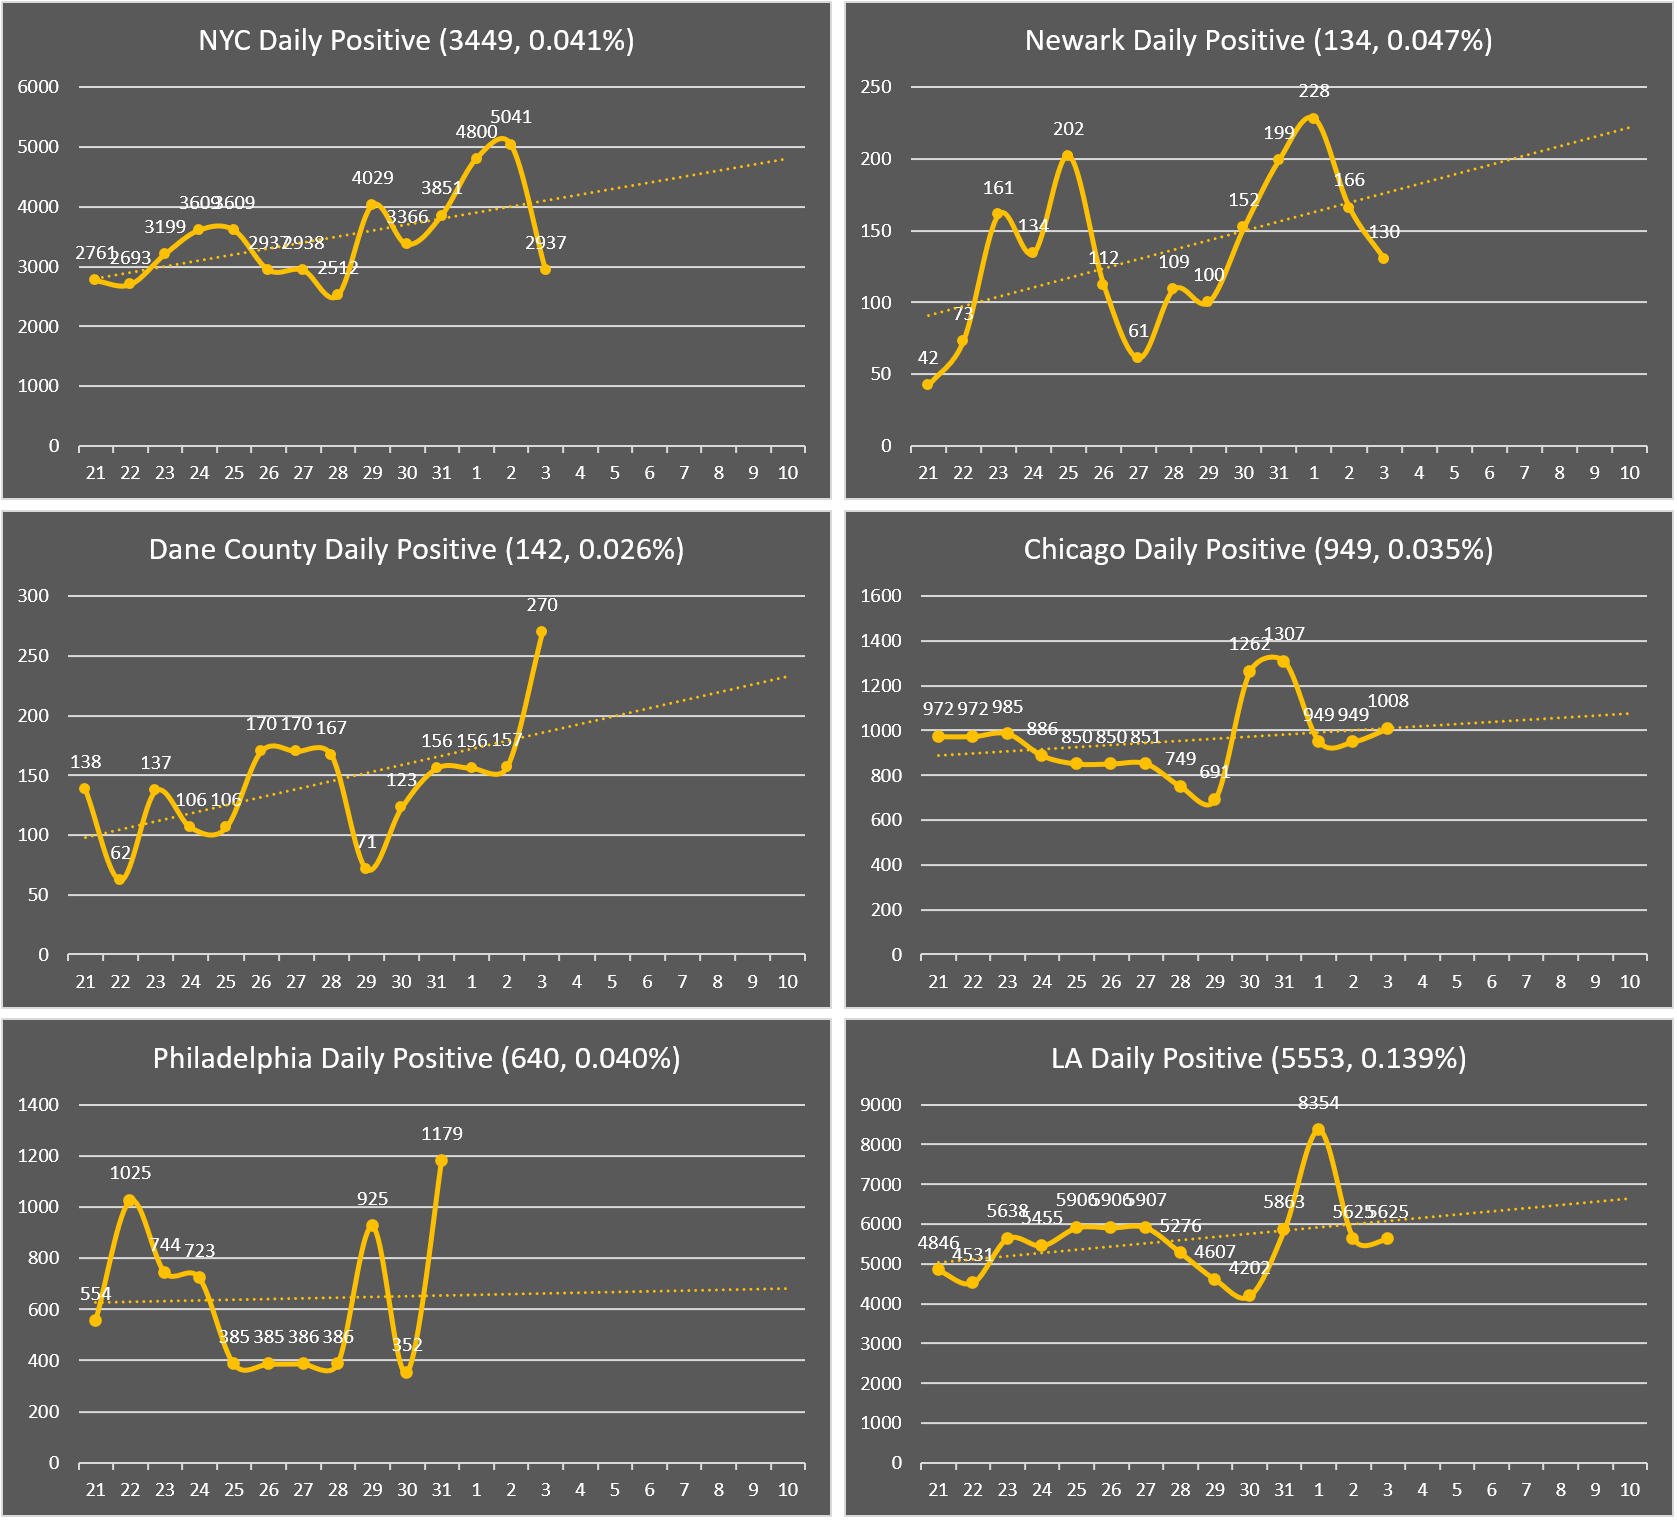 NYC Daily Positive (3449, 0.041%)
6000
5000
4000
3000
2000
1000
0
2761 2693 3199 3609 3609 2937 2938 2512 4029 3366 3851 4800 5041 2937
21 22 23 24 25 26 27 28 29 30 31 1 2 3 4 5 6 7 8 9 10
Newark Daily Positive (134, 0.047%)
250
200
150
100
50
0
42 73 161 134 202 112 61 109 100 152 199 228 166 130
21 22 23 24 25 26 27 28 29 30 31 1 2 3 4 5 6 7 8 9 10
Dane County Daily Positive (142, 0.026%)
300
250
200
150
100
50
0
138 62 137 106 106 170 170 167 71 123 156 156 157 270
21 22 23 24 25 26 27 28 29 30 31 1 2 3 4 5 6 7 8 9 10
Chicago Daily Positive (949, 0.035%)
1600
1400
1200
1000
800
600
400
200
0
972 972 985 886 850 850 851 749 691 1262 1307 949 949 1008
21 22 23 24 25 26 27 28 29 30 31 1 2 3 4 5 6 7 8 9 10
Philadelphia Daily Positive (640, 0.040%)
1400
1200
1000
800
600
400
200
0
554 1025 744 723 385 385 386 386 925 352 1179
21 22 23 24 25 26 27 28 29 30 31 1 2 3 4 5 6 7 8 9 10
LA Daily Positive (5553, 0.139%)
9000
8000
7000
6000
5000
4000
3000
2000
1000
0
4846 4531 5638 5455 5906 5906 5907 5276 4607 4202 5863 8354 5625 5625
21 22 23 24 25 26 27 28 29 30 31 1 2 3 4 5 6 7 8 9 10